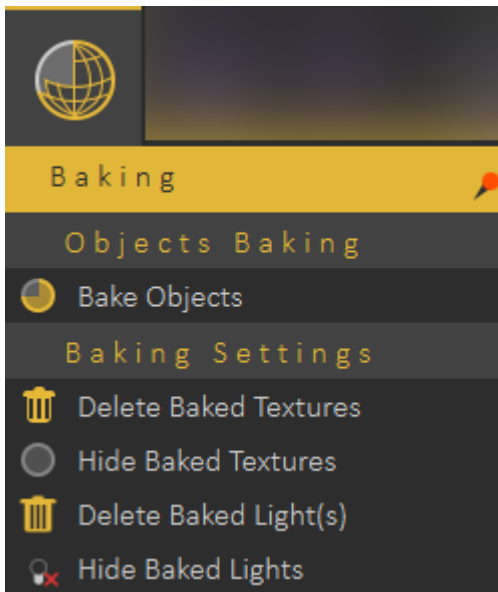 Baking
Objects Baking
Bake Objects
Baking Settings
Delete Baked Textures
Hide Baked Textures
Delete Baked Light(s)
Hide Baked Lights